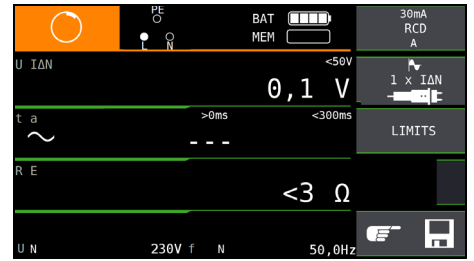 PE
L N
BAT
MEM
30mA
RCD
A
U IΔN <50V
0,1 V
1 x IΔN
t a >0ms <300ms
---
LIMITS
R E
<3 Ω
U N 230V f N 50,0Hz